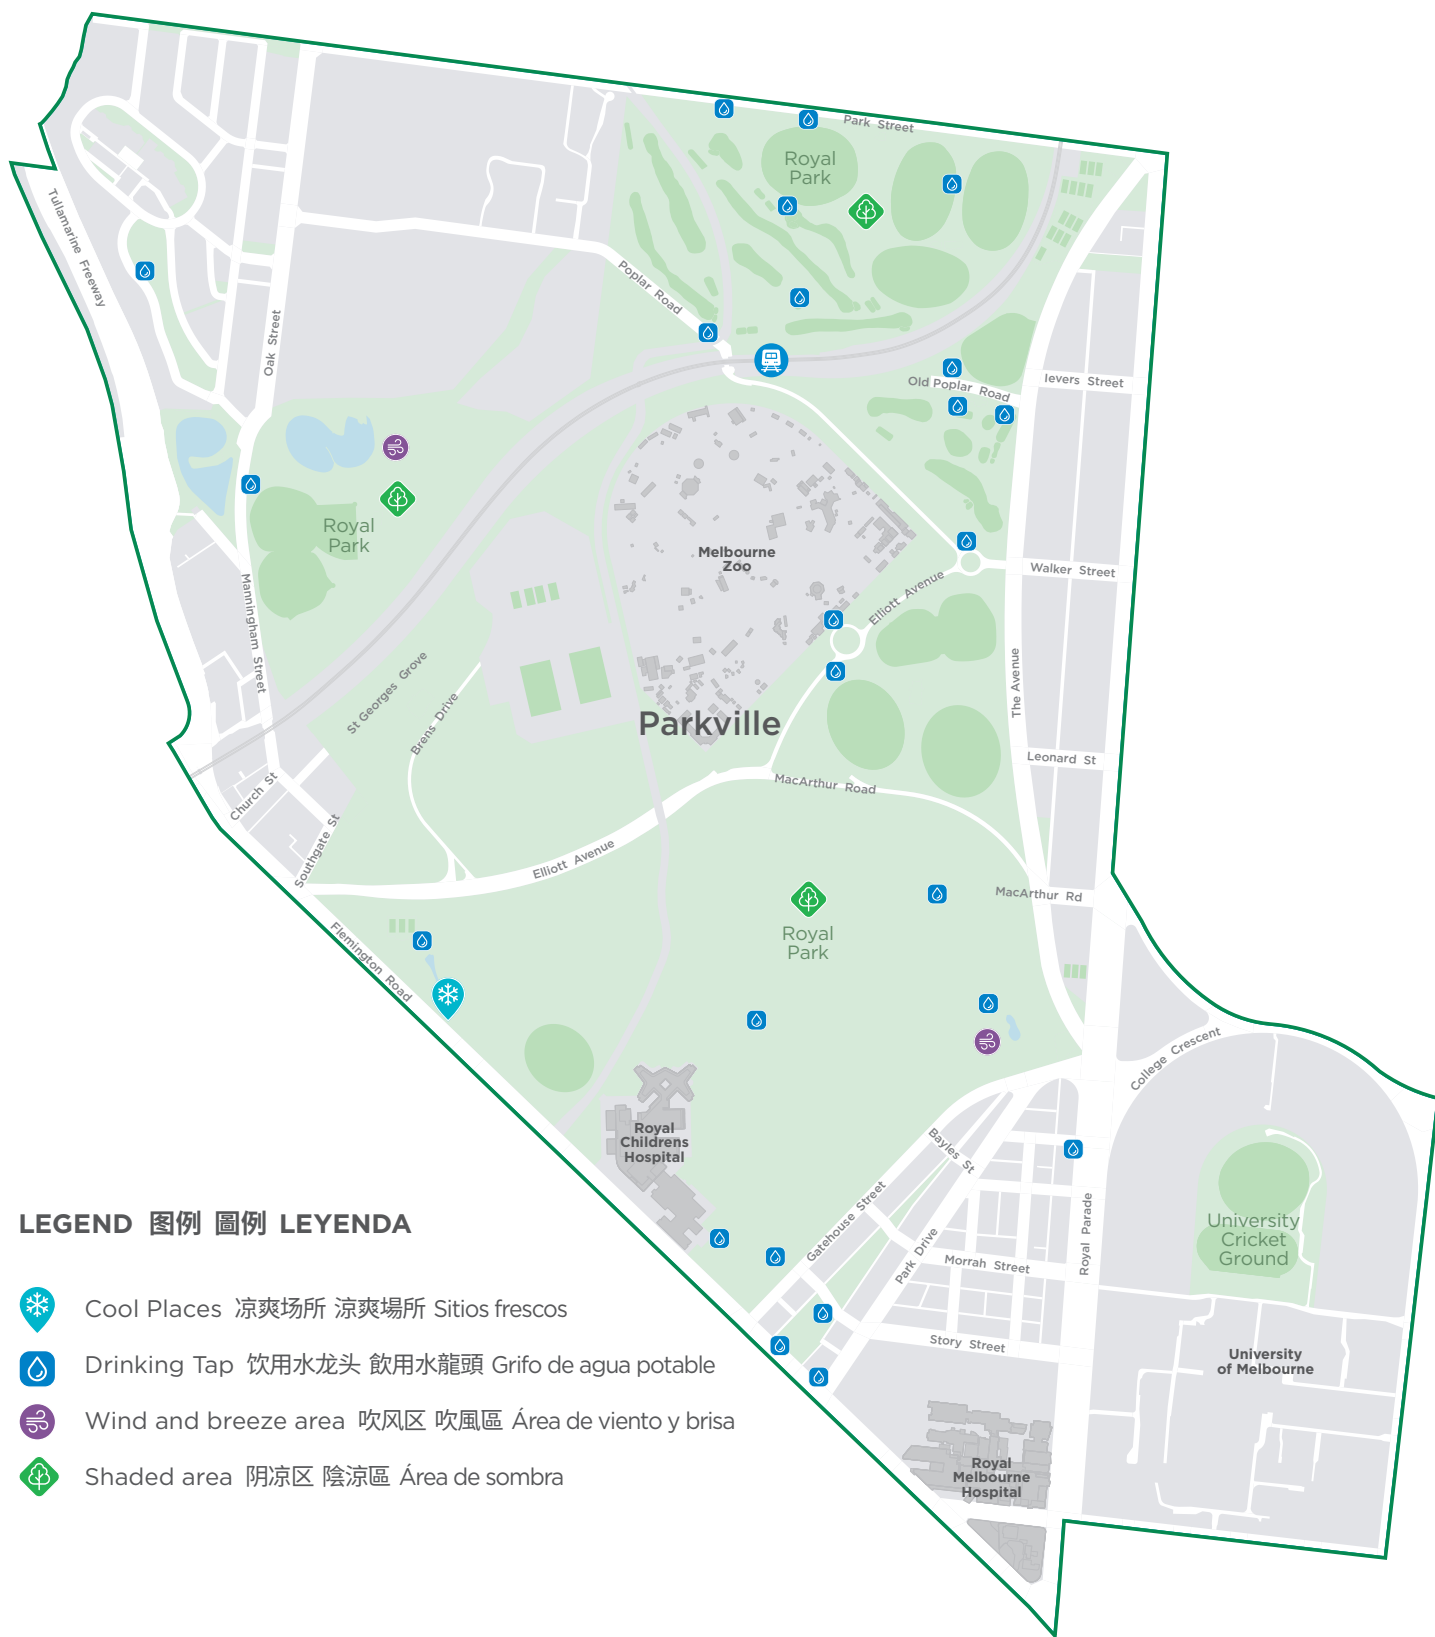 Park Street
Royal
Park
Tullamarine Freeway
Poplar Road
Oak Street
Ievers Street
Old Poplar Road
Royal
Park
Melbourne
Zoo
Walker Street
Elliott Avenue
Manningham Street
St Georges Grove
The Avenue
Brens Drive
Parkville
Leonard St
MacArthur Road
Church St
Southgate St
Elliott Avenue
MacArthur Rd
Royal
Park
Flemington Road
College Crescent
Royal
Childrens
Hospital
Bayles St
Gatehouse Street
Park Drive
Royal Parade
University
Cricket
Ground
Morrah Street
Story Street
University
of Melbourne
Royal
Melbourne
Hospital
LEGEND 图例 圖例 LEYENDA
Cool Places 凉爽场所 涼爽場所 Sitios frescos
Drinking Tap 饮用水龙头 飲用水龍頭 Grifo de agua potable
Wind and breeze area 吹风区 吹風區 Área de viento y brisa
Shaded area 阴凉区 陰涼區 Área de sombra